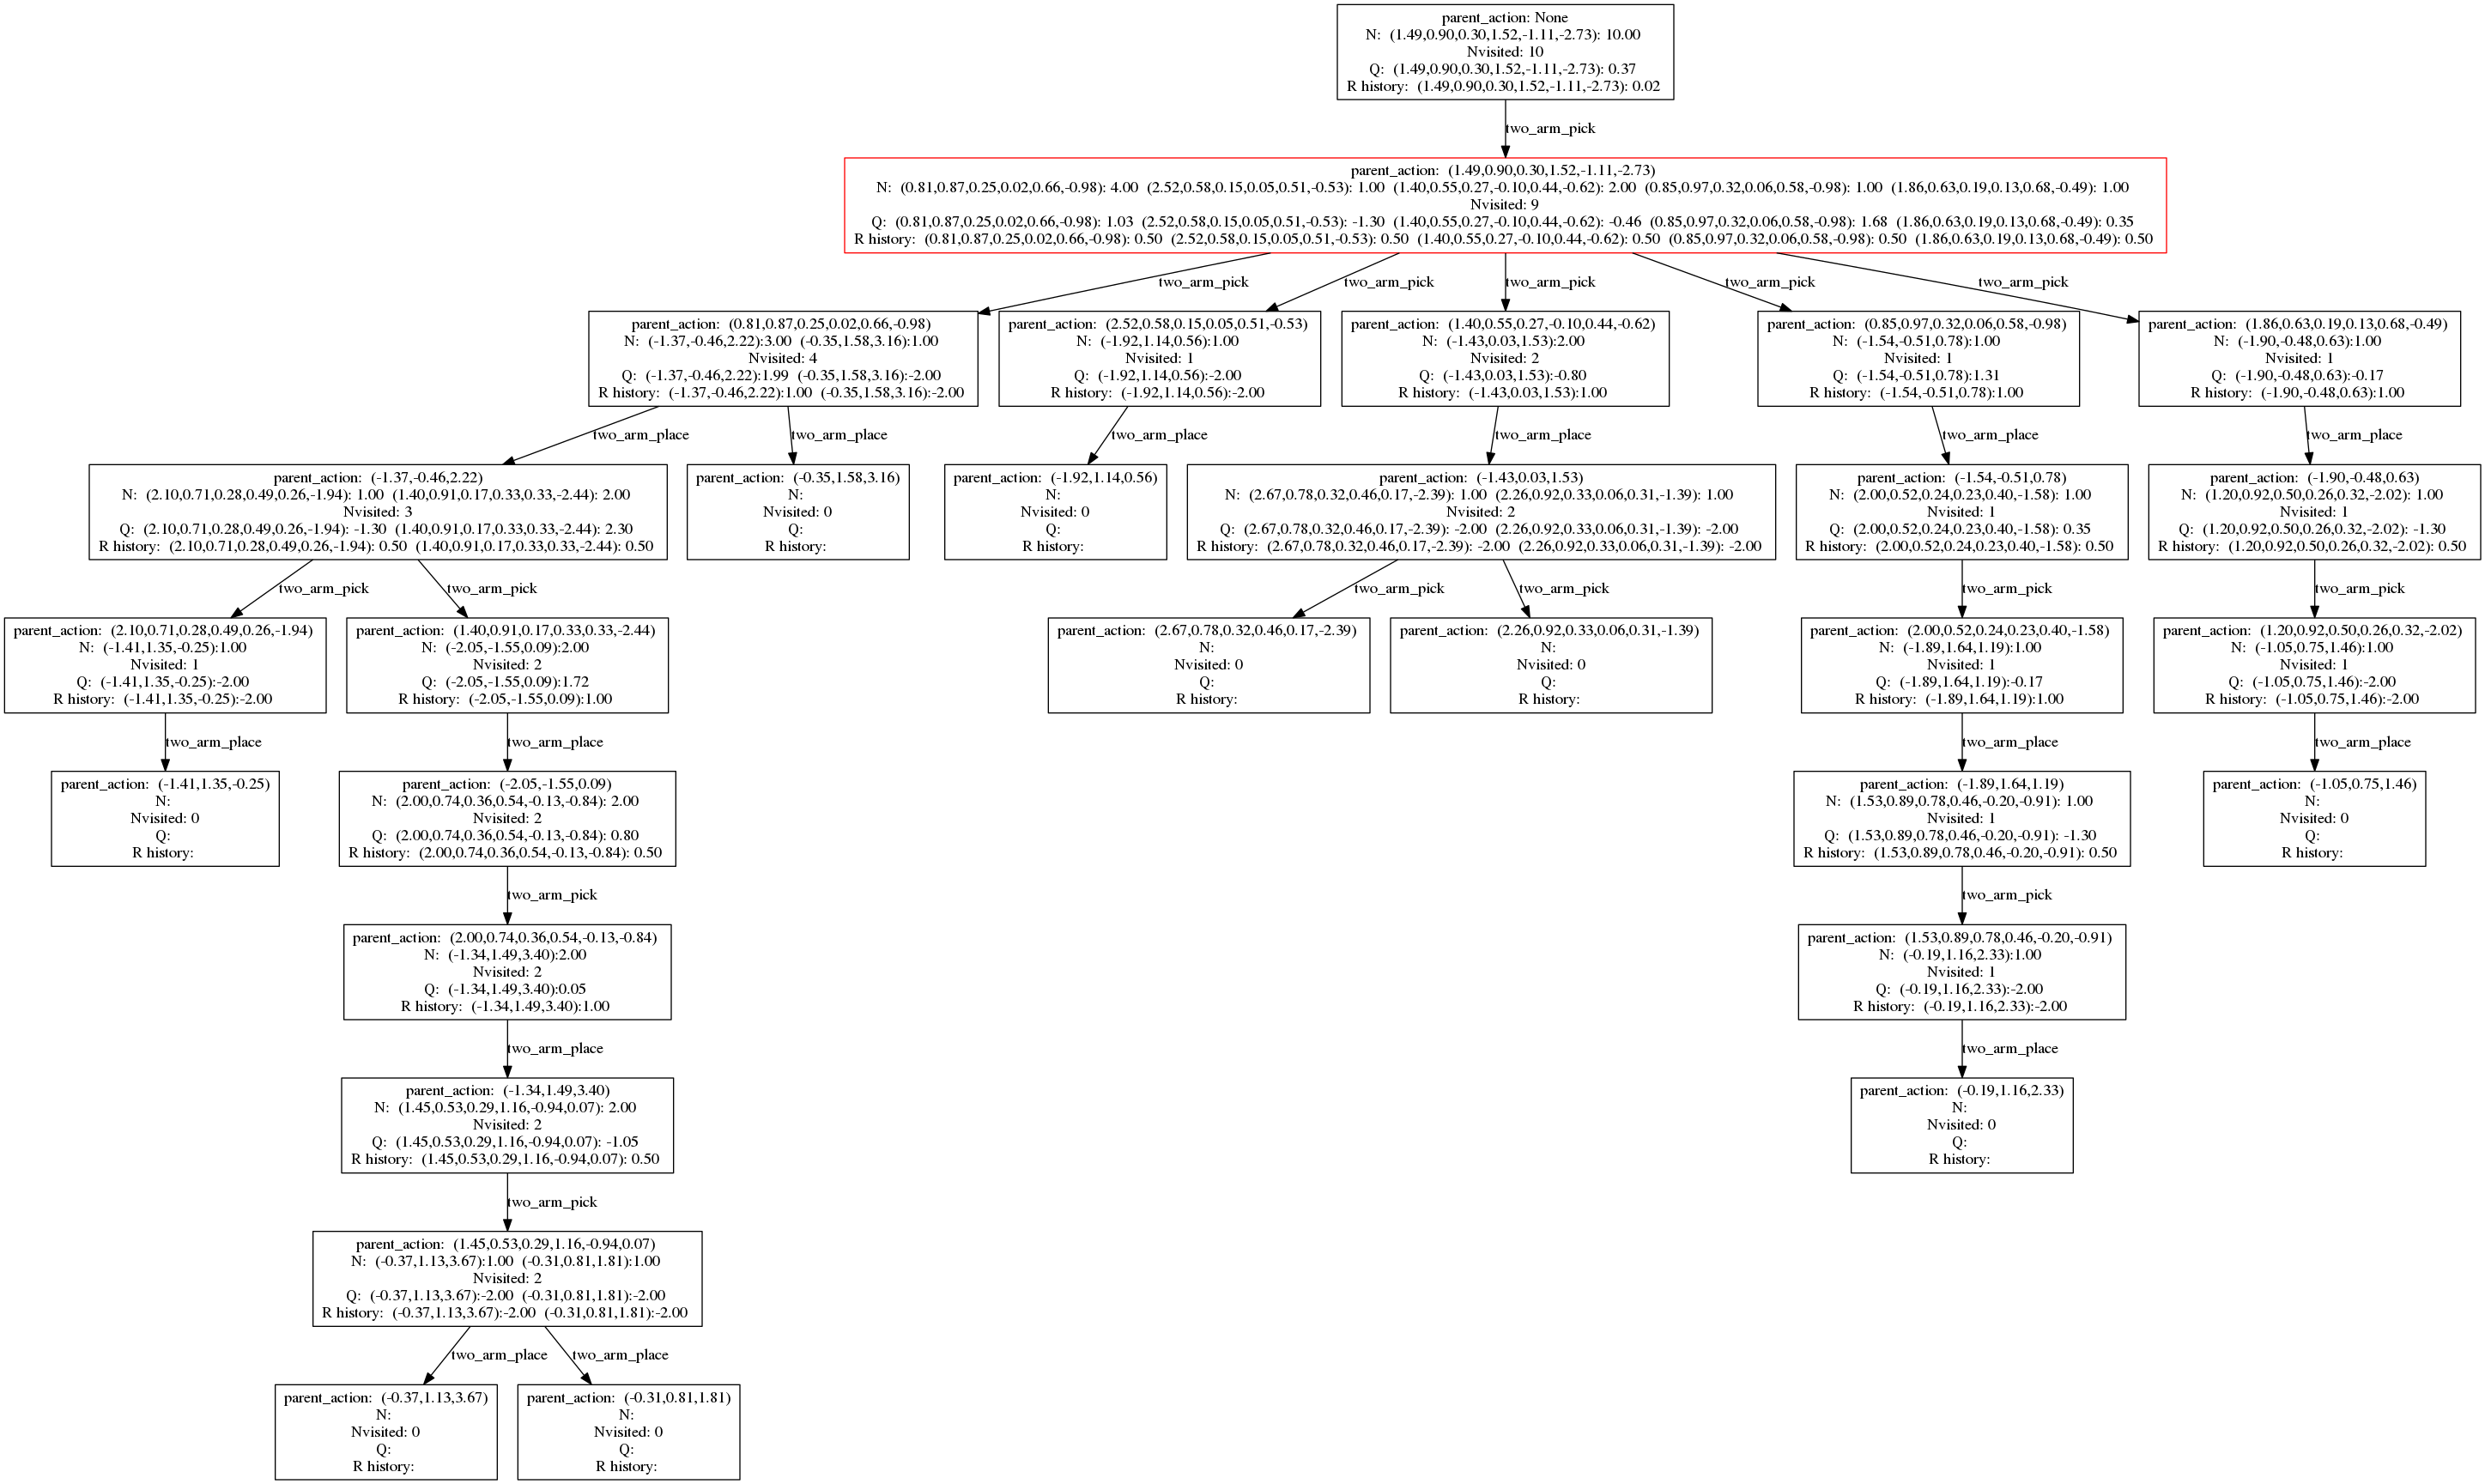 parent_action: None
N: (1.49,0.90,0.30,1.52,-1.11,-2.73): 10.00
Nvisited: 10
Q: (1.49,0.90,0.30,1.52,-1.11,-2.73): 0.37
R history: (1.49,0.90,0.30,1.52,-1.11,-2.73): 0.02
two_arm_pick
parent_action: (1.49,0.90,0.30,1.52,-1.11,-2.73)
N: (0.81,0.87,0.25,0.02,0.66,-0.98): 4.00 (2.52,0.58,0.15,0.05,0.51,-0.53): 1.00 (1.40,0.55,0.27,-0.10,0.44,-0.62): 2.00 (0.85,0.97,0.32,0.06,0.58,-0.98): 1.00 (1.86,0.63,0.19,0.13,0.68,-0.49): 1.00
Nvisited: 9
Q: (0.81,0.87,0.25,0.02,0.66,-0.98): 1.03 (2.52,0.58,0.15,0.05,0.51,-0.53): -1.30 (1.40,0.55,0.27,-0.10,0.44,-0.62): -0.46 (0.85,0.97,0.32,0.06,0.58,-0.98): 1.68 (1.86,0.63,0.19,0.13,0.68,-0.49): 0.35
R history: (0.81,0.87,0.25,0.02,0.66,-0.98): 0.50 (2.52,0.58,0.15,0.05,0.51,-0.53): 0.50 (1.40,0.55,0.27,-0.10,0.44,-0.62): 0.50 (0.85,0.97,0.32,0.06,0.58,-0.98): 0.50 (1.86,0.63,0.19,0.13,0.68,-0.49): 0.50
two_arm_pick
two_arm_pick
two_arm_pick
two_arm_pick
two_arm_pick
parent_action: (0.81,0.87,0.25,0.02,0.66,-0.98)
N: (-1.37,-0.46,2.22):3.00 (-0.35,1.58,3.16):1.00
Nvisited: 4
Q: (-1.37,-0.46,2.22):1.99 (-0.35,1.58,3.16):-2.00
R history: (-1.37,-0.46,2.22):1.00 (-0.35,1.58,3.16):-2.00
parent_action: (2.52,0.58,0.15,0.05,0.51,-0.53)
N: (-1.92,1.14,0.56):1.00
Nvisited: 1
Q: (-1.92,1.14,0.56):-2.00
R history: (-1.92,1.14,0.56):-2.00
parent_action: (1.40,0.55,0.27,-0.10,0.44,-0.62)
N: (-1.43,0.03,1.53):2.00
Nvisited: 2
Q: (-1.43,0.03,1.53):-0.80
R history: (-1.43,0.03,1.53):1.00
parent_action: (0.85,0.97,0.32,0.06,0.58,-0.98)
N: (-1.54,-0.51,0.78):1.00
Nvisited: 1
Q: (-1.54,-0.51,0.78):1.31
R history: (-1.54,-0.51,0.78):1.00
parent_action: (1.86,0.63,0.19,0.13,0.68,-0.49)
N: (-1.90,-0.48,0.63):1.00
Nvisited: 1
Q: (-1.90,-0.48,0.63):-0.17
R history: (-1.90,-0.48,0.63):1.00
two_arm_place
two_arm_place
two_arm_place
two_arm_place
two_arm_place
two_arm_place
parent_action: (-1.37,-0.46,2.22)
N: (2.10,0.71,0.28,0.49,0.26,-1.94): 1.00 (1.40,0.91,0.17,0.33,0.33,-2.44): 2.00
Nvisited: 3
Q: (2.10,0.71,0.28,0.49,0.26,-1.94): -1.30 (1.40,0.91,0.17,0.33,0.33,-2.44): 2.30
R history: (2.10,0.71,0.28,0.49,0.26,-1.94): 0.50 (1.40,0.91,0.17,0.33,0.33,-2.44): 0.50
parent_action: (-0.35,1.58,3.16)
N:
Nvisited: 0
Q:
R history:
parent_action: (-1.92,1.14,0.56)
N:
Nvisited: 0
Q:
R history:
parent_action: (-1.43,0.03,1.53)
N: (2.67,0.78,0.32,0.46,0.17,-2.39): 1.00 (2.26,0.92,0.33,0.06,0.31,-1.39): 1.00
Nvisited: 2
Q: (2.67,0.78,0.32,0.46,0.17,-2.39): -2.00 (2.26,0.92,0.33,0.06,0.31,-1.39): -2.00
R history: (2.67,0.78,0.32,0.46,0.17,-2.39): -2.00 (2.26,0.92,0.33,0.06,0.31,-1.39): -2.00
parent_action: (-1.54,-0.51,0.78)
N: (2.00,0.52,0.24,0.23,0.40,-1.58): 1.00
Nvisited: 1
Q: (2.00,0.52,0.24,0.23,0.40,-1.58): 0.35
R history: (2.00,0.52,0.24,0.23,0.40,-1.58): 0.50
parent_action: (-1.90,-0.48,0.63)
N: (1.20,0.92,0.50,0.26,0.32,-2.02): 1.00
Nvisited: 1
Q: (1.20,0.92,0.50,0.26,0.32,-2.02): -1.30
R history: (1.20,0.92,0.50,0.26,0.32,-2.02): 0.50
two_arm_pick
two_arm_pick
two_arm_pick
two_arm_pick
two_arm_pick
two_arm_pick
parent_action: (2.10,0.71,0.28,0.49,0.26,-1.94)
N: (-1.41,1.35,-0.25):1.00
Nvisited: 1
Q: (-1.41,1.35,-0.25):-2.00
R history: (-1.41,1.35,-0.25):-2.00
parent_action: (1.40,0.91,0.17,0.33,0.33,-2.44)
N: (-2.05,-1.55,0.09):2.00
Nvisited: 2
Q: (-2.05,-1.55,0.09):1.72
R history: (-2.05,-1.55,0.09):1.00
parent_action: (2.67,0.78,0.32,0.46,0.17,-2.39)
N:
Nvisited: 0
Q:
R history:
parent_action: (2.26,0.92,0.33,0.06,0.31,-1.39)
N:
Nvisited: 0
Q:
R history:
parent_action: (2.00,0.52,0.24,0.23,0.40,-1.58)
N: (-1.89,1.64,1.19):1.00
Nvisited: 1
Q: (-1.89,1.64,1.19):-0.17
R history: (-1.89,1.64,1.19):1.00
parent_action: (1.20,0.92,0.50,0.26,0.32,-2.02)
N: (-1.05,0.75,1.46):1.00
Nvisited: 1
Q: (-1.05,0.75,1.46):-2.00
R history: (-1.05,0.75,1.46):-2.00
two_arm_place
two_arm_place
two_arm_place
two_arm_place
parent_action: (-1.41,1.35,-0.25)
N:
Nvisited: 0
Q:
R history:
parent_action: (-2.05,-1.55,0.09)
N: (2.00,0.74,0.36,0.54,-0.13,-0.84): 2.00
Nvisited: 2
Q: (2.00,0.74,0.36,0.54,-0.13,-0.84): 0.80
R history: (2.00,0.74,0.36,0.54,-0.13,-0.84): 0.50
parent_action: (-1.89,1.64,1.19)
N: (1.53,0.89,0.78,0.46,-0.20,-0.91): 1.00
Nvisited: 1
Q: (1.53,0.89,0.78,0.46,-0.20,-0.91): -1.30
R history: (1.53,0.89,0.78,0.46,-0.20,-0.91): 0.50
parent_action: (-1.05,0.75,1.46)
N:
Nvisited: 0
Q:
R history:
two_arm_pick
two_arm_pick
parent_action: (2.00,0.74,0.36,0.54,-0.13,-0.84)
N: (-1.34,1.49,3.40):2.00
Nvisited: 2
Q: (-1.34,1.49,3.40):0.05
R history: (-1.34,1.49,3.40):1.00
parent_action: (1.53,0.89,0.78,0.46,-0.20,-0.91)
N: (-0.19,1.16,2.33):1.00
Nvisited: 1
Q: (-0.19,1.16,2.33):-2.00
R history: (-0.19,1.16,2.33):-2.00
two_arm_place
two_arm_place
parent_action: (-1.34,1.49,3.40)
N: (1.45,0.53,0.29,1.16,-0.94,0.07): 2.00
Nvisited: 2
Q: (1.45,0.53,0.29,1.16,-0.94,0.07): -1.05
R history: (1.45,0.53,0.29,1.16,-0.94,0.07): 0.50
parent_action: (-0.19,1.16,2.33)
N:
Nvisited: 0
Q:
R history:
two_arm_pick
parent_action: (1.45,0.53,0.29,1.16,-0.94,0.07)
N: (-0.37,1.13,3.67):1.00 (-0.31,0.81,1.81):1.00
Nvisited: 2
Q: (-0.37,1.13,3.67):-2.00 (-0.31,0.81,1.81):-2.00
R history: (-0.37,1.13,3.67):-2.00 (-0.31,0.81,1.81):-2.00
two_arm_place
two_arm_place
parent_action: (-0.37,1.13,3.67)
N:
Nvisited: 0
Q:
R history:
parent_action: (-0.31,0.81,1.81)
N:
Nvisited: 0
Q:
R history: